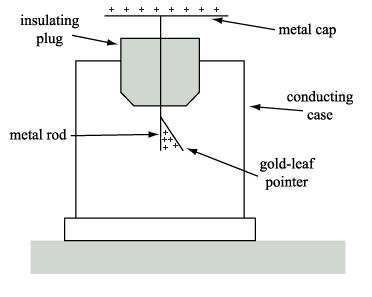 + + + + + + + +
insulating
plug
metal cap
conducting
case
metal rod
+
++
+ +
gold-leaf
pointer